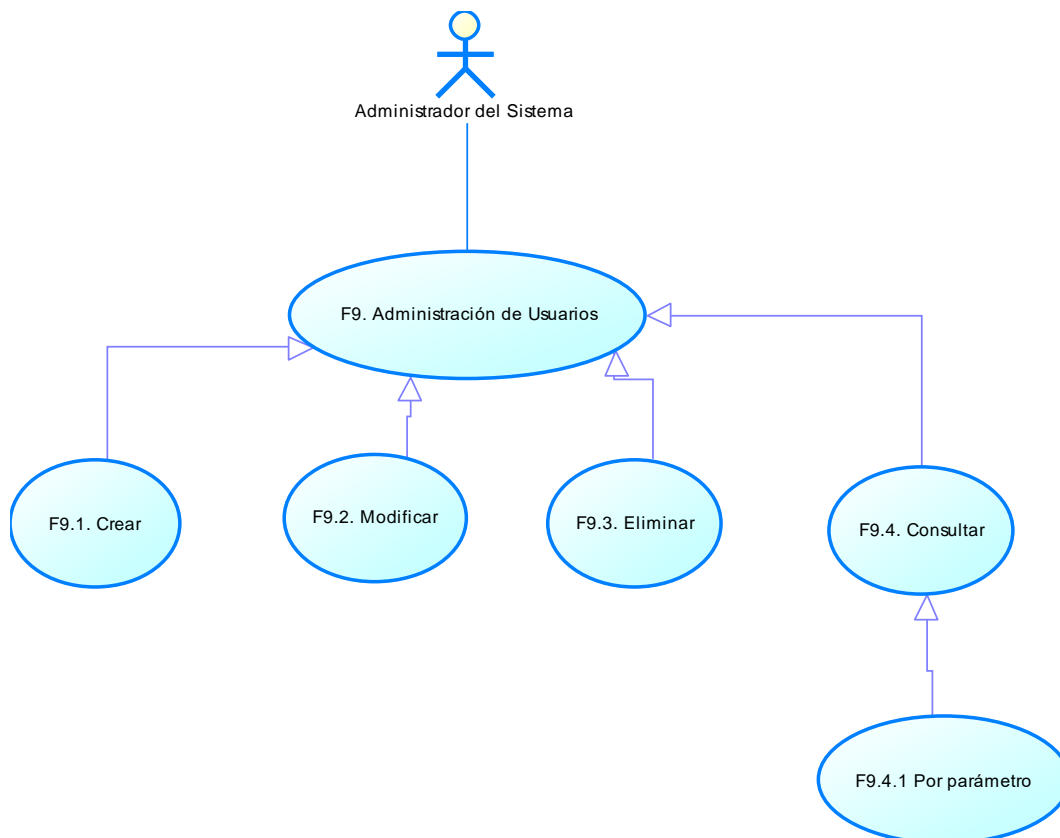 Administrador del Sistema
F9. Administración de Usuarios
F9.1. Crear
F9.2. Modificar
F9.3. Eliminar
F9.4. Consultar
F9.4.1 Por parámetro